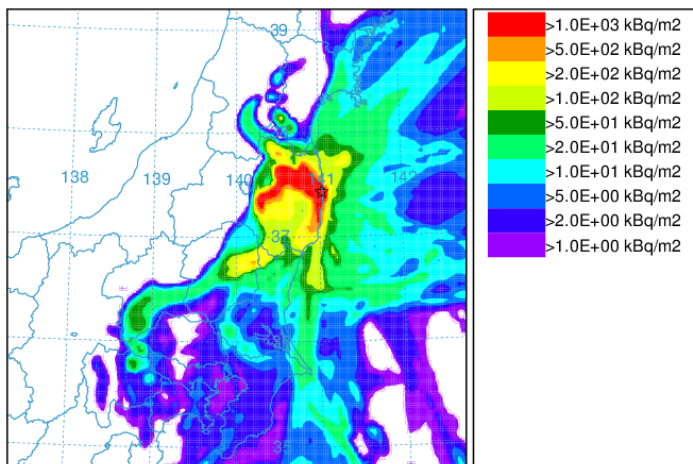 39
138
139
140
141
142
37
>1.0E+03 kBq/m2
>5.0E+02 kBq/m2
>2.0E+02 kBq/m2
>1.0E+02 kBq/m2
>5.0E+01 kBq/m2
>2.0E+01 kBq/m2
>1.0E+01 kBq/m2
>5.0E+00 kBq/m2
>2.0E+00 kBq/m2
>1.0E+00 kBq/m2